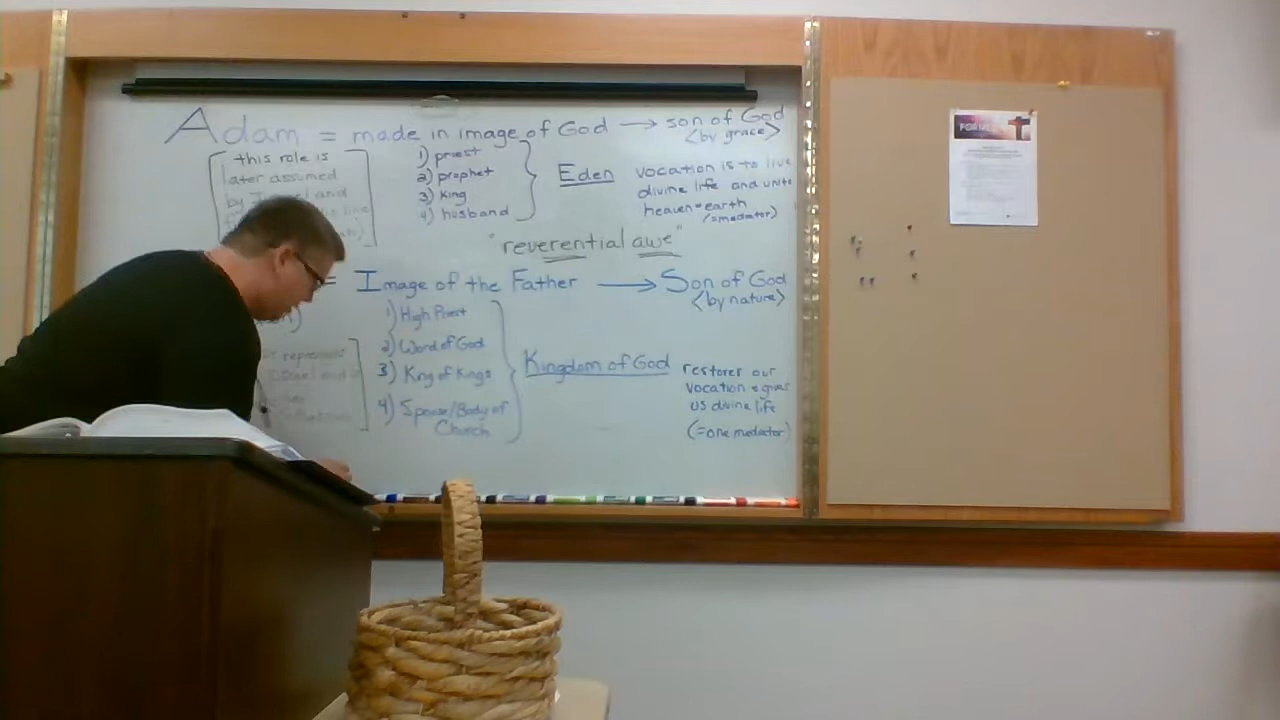 Adam = made in image of God → son of God
<by grace>
this role is
later assumed
by Israel and
1) priest
2) prophet
3) King
4) husband
Eden
vocation is to live
divine life and unite
heaven + earth
(=mediator)
"reverential awe"
= Image of the Father → Son of God
<by nature>
1) High Priest
2) Word of God
3) King of Kings
4) Spouse/Body of
Church
Kingdom of God
restores our
vocation + gives
us divine life
(=one mediator)